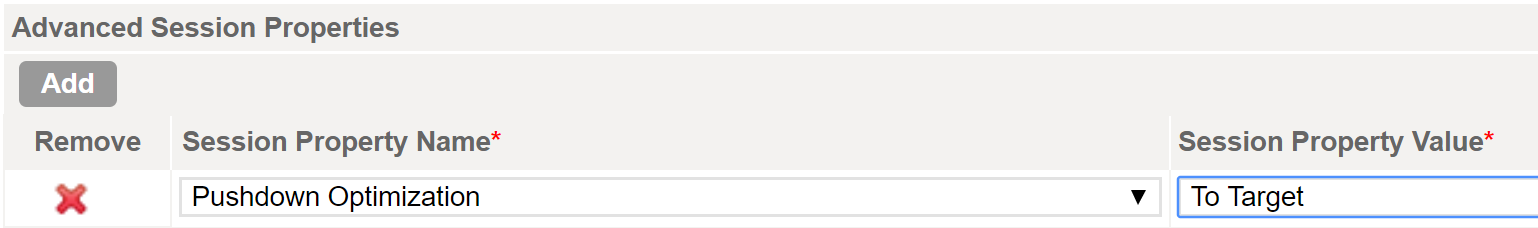 Advanced Session Properties
Add
Remove Session Property Name* Session Property Value*
Pushdown Optimization To Target